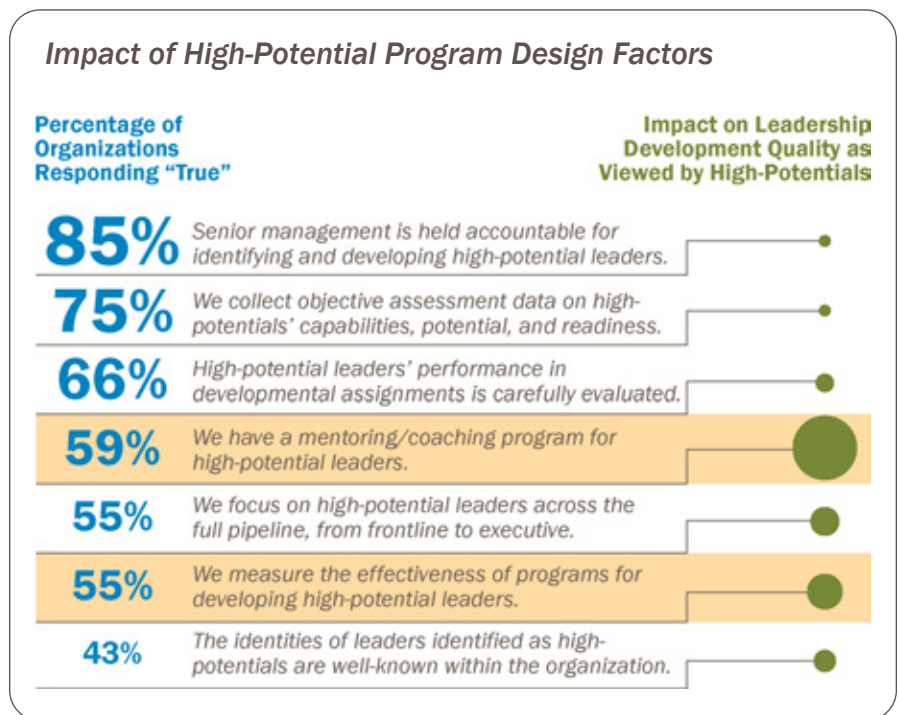 Impact of High-Potential Program Design Factors
Percentage of
Organizations
Responding “True”
Impact on Leadership
Development Quality as
Viewed by High-Potentials
85%
Senior management is held accountable for
identifying and developing high-potential leaders.
75%
We collect objective assessment data on high-
potentials’ capabilities, potential, and readiness.
66%
High-potential leaders’ performance in
developmental assignments is carefully evaluated.
59%
We have a mentoring/coaching program for
high-potential leaders.
55%
We focus on high-potential leaders across the
full pipeline, from frontline to executive.
55%
We measure the effectiveness of programs for
developing high-potential leaders.
43%
The identities of leaders identified as high-
potentials are well-known within the organization.